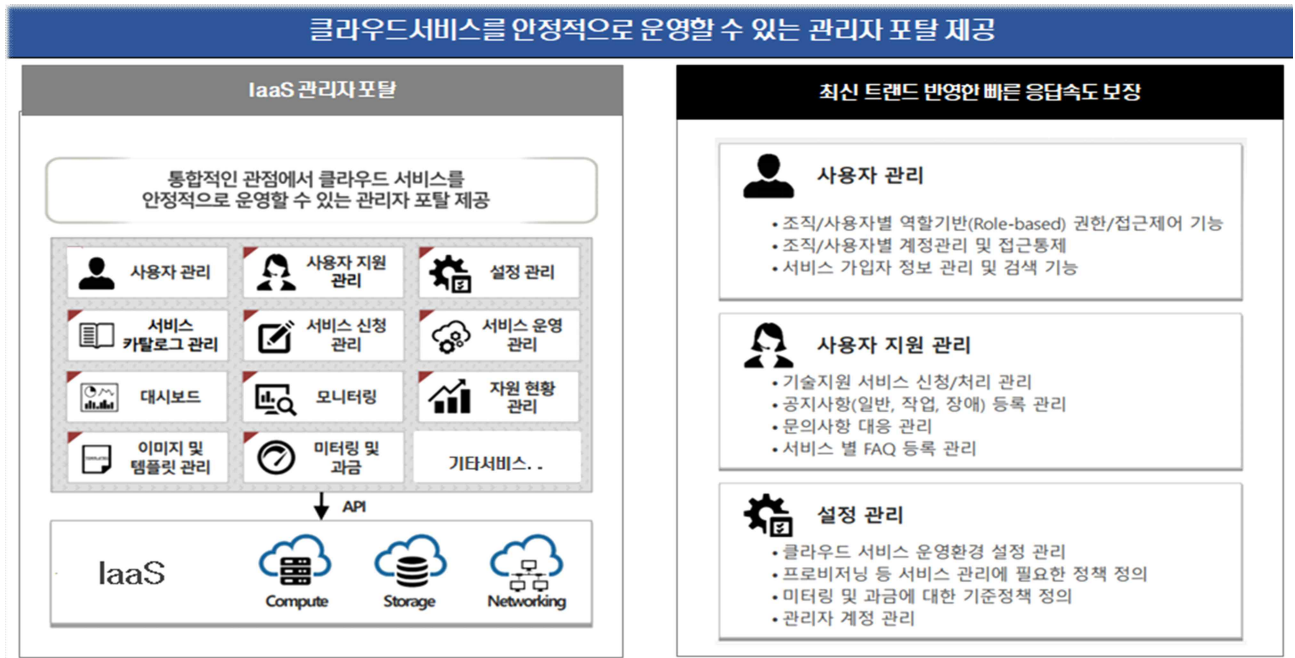 클라우드서비스를 안정적으로 운영할 수 있는 관리자 포탈 제공
IaaS 관리자포탈
통합적인 관점에서 클라우드 서비스를
안정적으로 운영할 수 있는 관리자 포탈 제공
사용자 관리
사용자 지원
관리
설정 관리
서비스
카탈로그 관리
서비스 신청
관리
서비스 운영
관리
대시보드
모니터링
자원 현황
관리
이미지 및
템플릿 관리
미터링 및
과금
기타서비스. .
API
IaaS
Compute
Storage
Networking
최신 트랜드 반영한 빠른 응답속도 보장
사용자 관리
• 조직/사용자별 역할기반(Role-based) 권한/접근제어 기능
• 조직/사용자별 계정관리 및 접근통제
• 서비스 가입자 정보 관리 및 검색 기능
사용자 지원 관리
• 기술지원 서비스 신청/처리 관리
• 공지사항(일반, 작업, 장애) 등록 관리
• 문의사항 대응 관리
• 서비스 별 FAQ 등록 관리
설정 관리
• 클라우드 서비스 운영환경 설정 관리
• 프로비저닝 등 서비스 관리에 필요한 정책 정의
• 미터링 및 과금에 대한 기준정책 정의
• 관리자 계정 관리